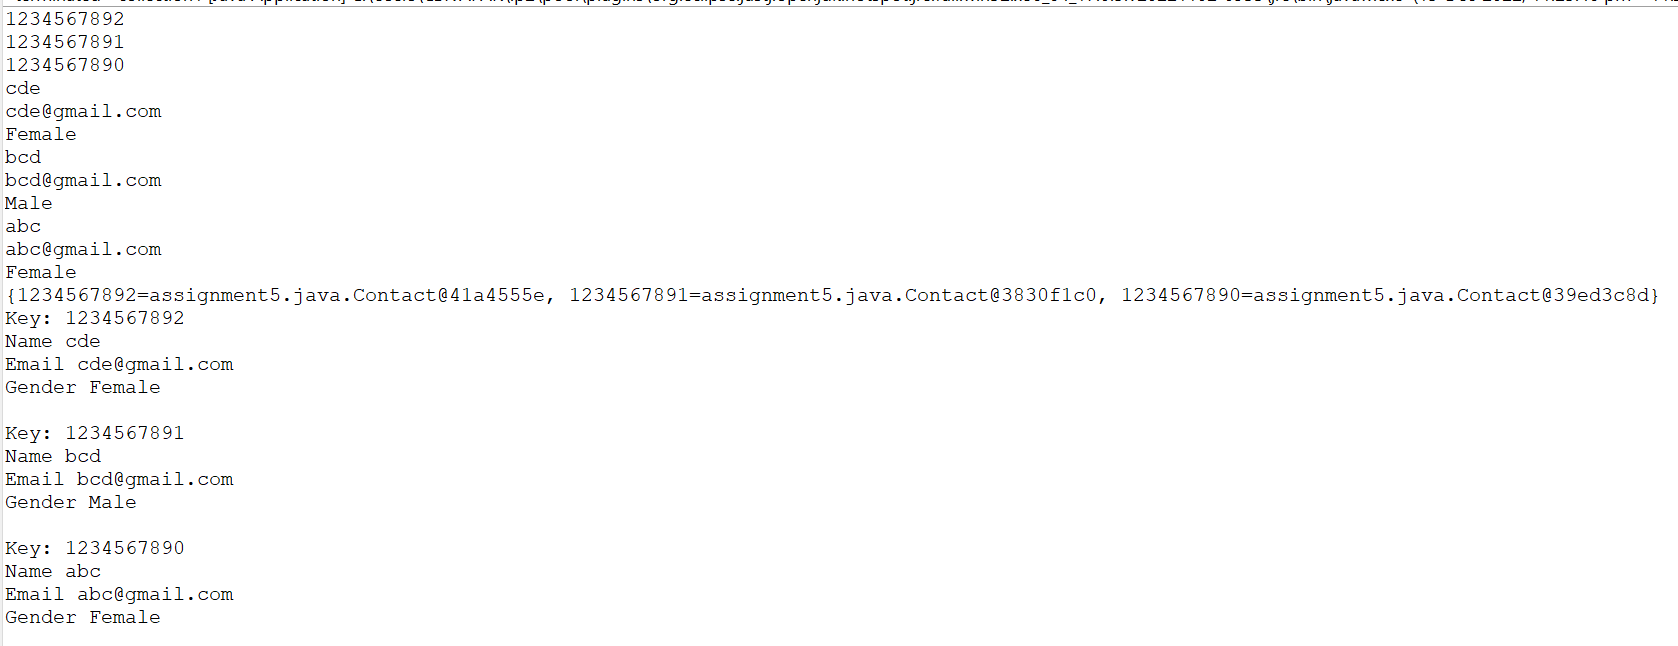 1234567892
1234567891
1234567890
cde
cde@gmail.com
Female
bcd
bcd@gmail.com
Male
abc
abc@gmail.com
Female
{1234567892=assignment5.java.Contact@41a4555e, 1234567891=assignment5.java.Contact@3830f1c0, 1234567890=assignment5.java.Contact@39ed3c8d}
Key: 1234567892
Name cde
Email cde@gmail.com
Gender Female
Key: 1234567891
Name bcd
Email bcd@gmail.com
Gender Male
Key: 1234567890
Name abc
Email abc@gmail.com
Gender Female